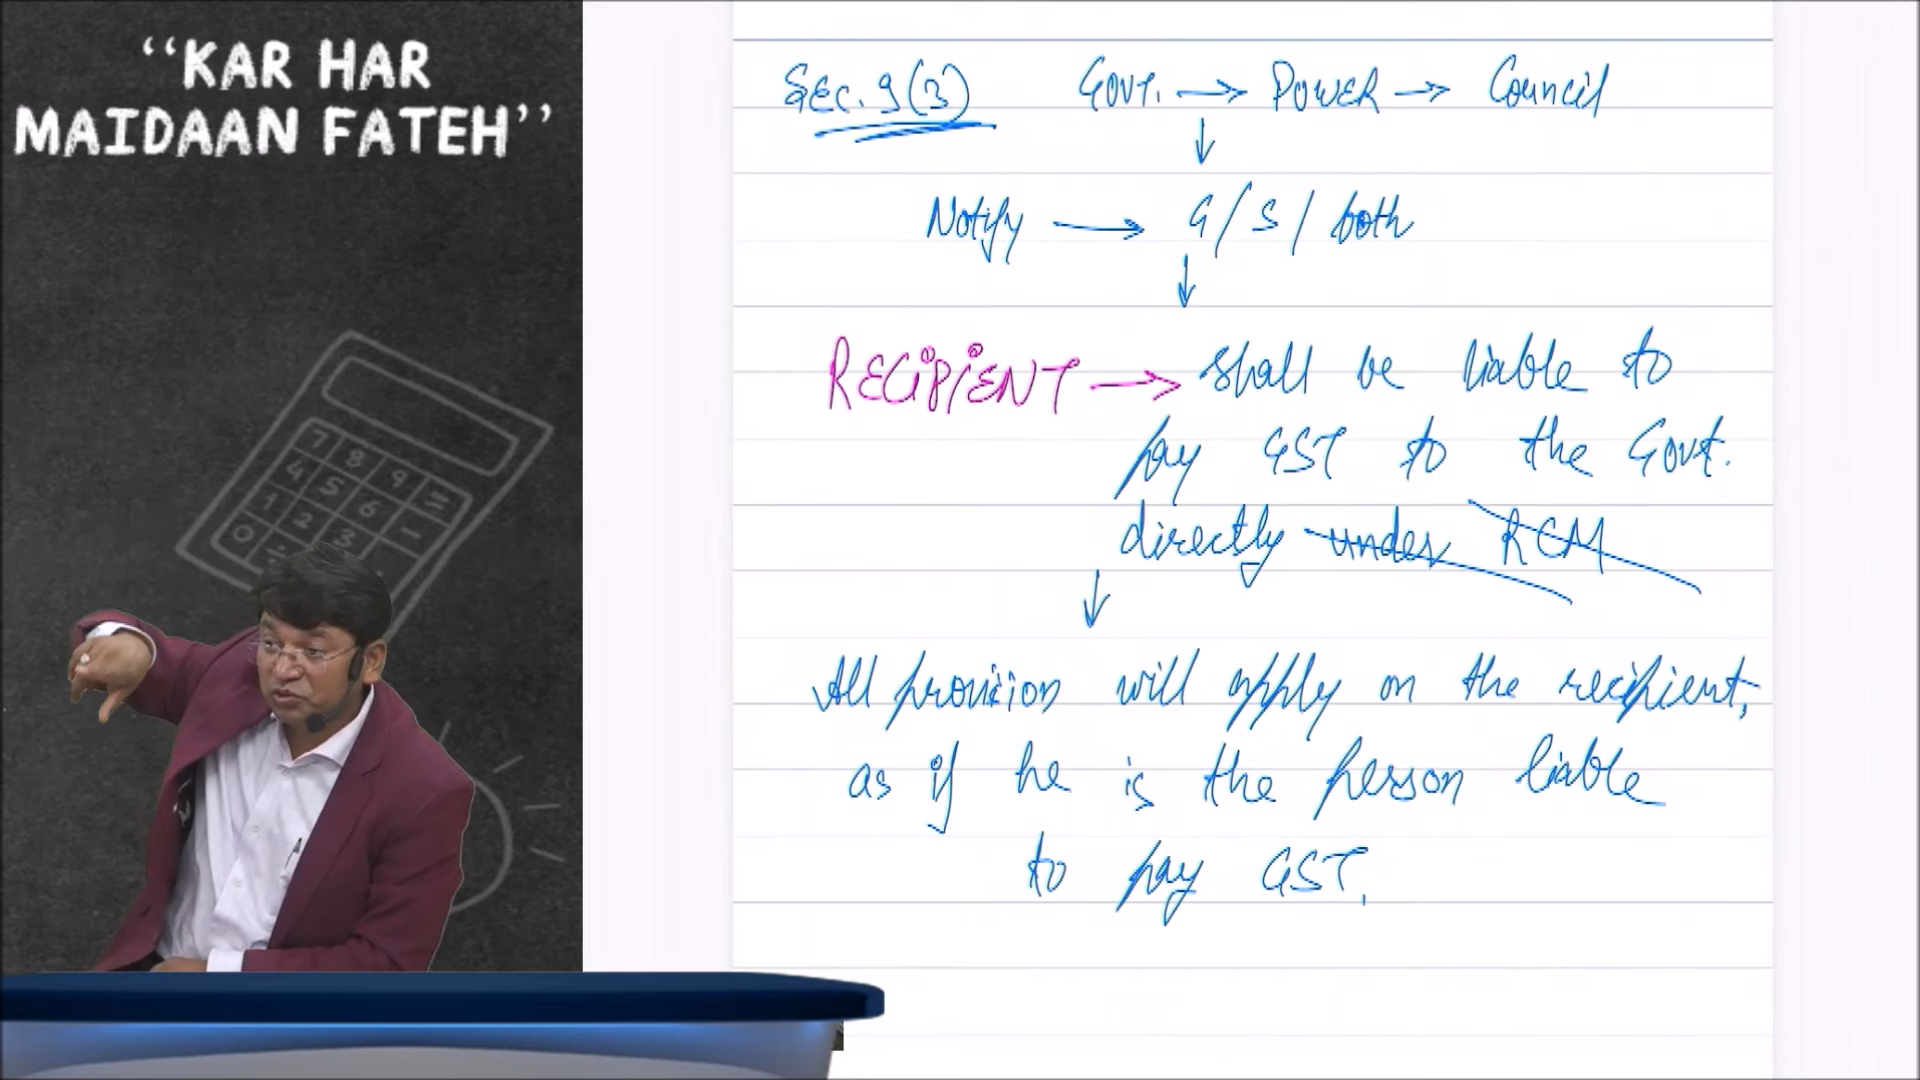 ‘‘KAR HAR
MAIDAAN FATEH’’
7 8 9 =
4 5 6 -
1 2 3
0 ÷
SEC. 9(3) GOVT. → POWER → Council
↓
Notify → G/S/both
↓
RECIPIENT → shall be liable to
pay GST to the Govt.
directly under RCM
↓
All provision will apply on the recipient,
as if he is the person liable
to pay GST.